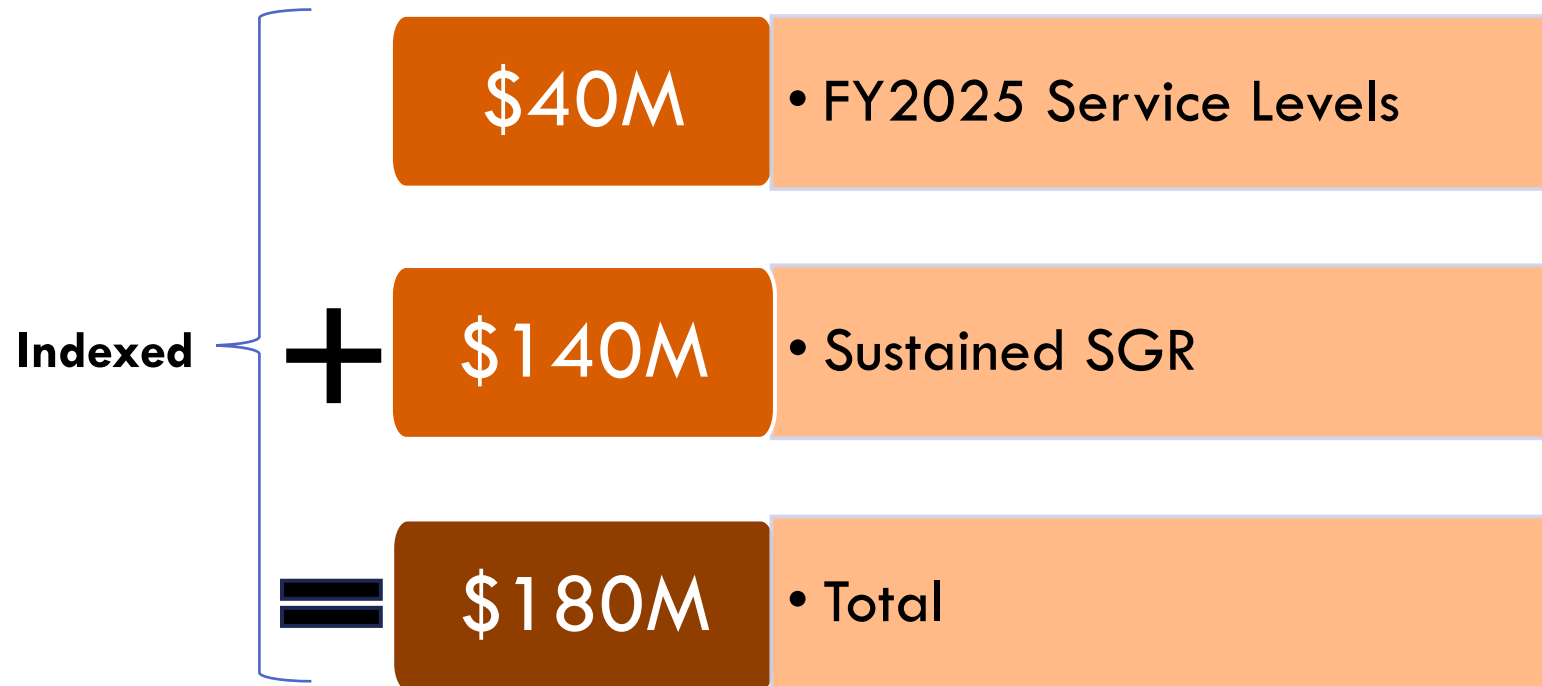 $40M
• FY2025 Service Levels
Indexed
+
$140M
• Sustained SGR
=
$180M
• Total